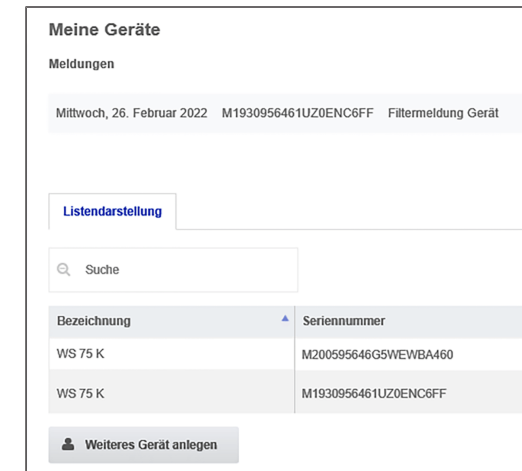 Meine Geräte
Meldungen
Mittwoch, 26. Februar 2022 M1930956461UZ0ENC6FF Filtermeldung Gerät
Listendarstellung
Suche
Bezeichnung Seriennummer
WS 75 K M200595646G5WEWBA460
WS 75 K M1930956461UZ0ENC6FF
Weiteres Gerät anlegen